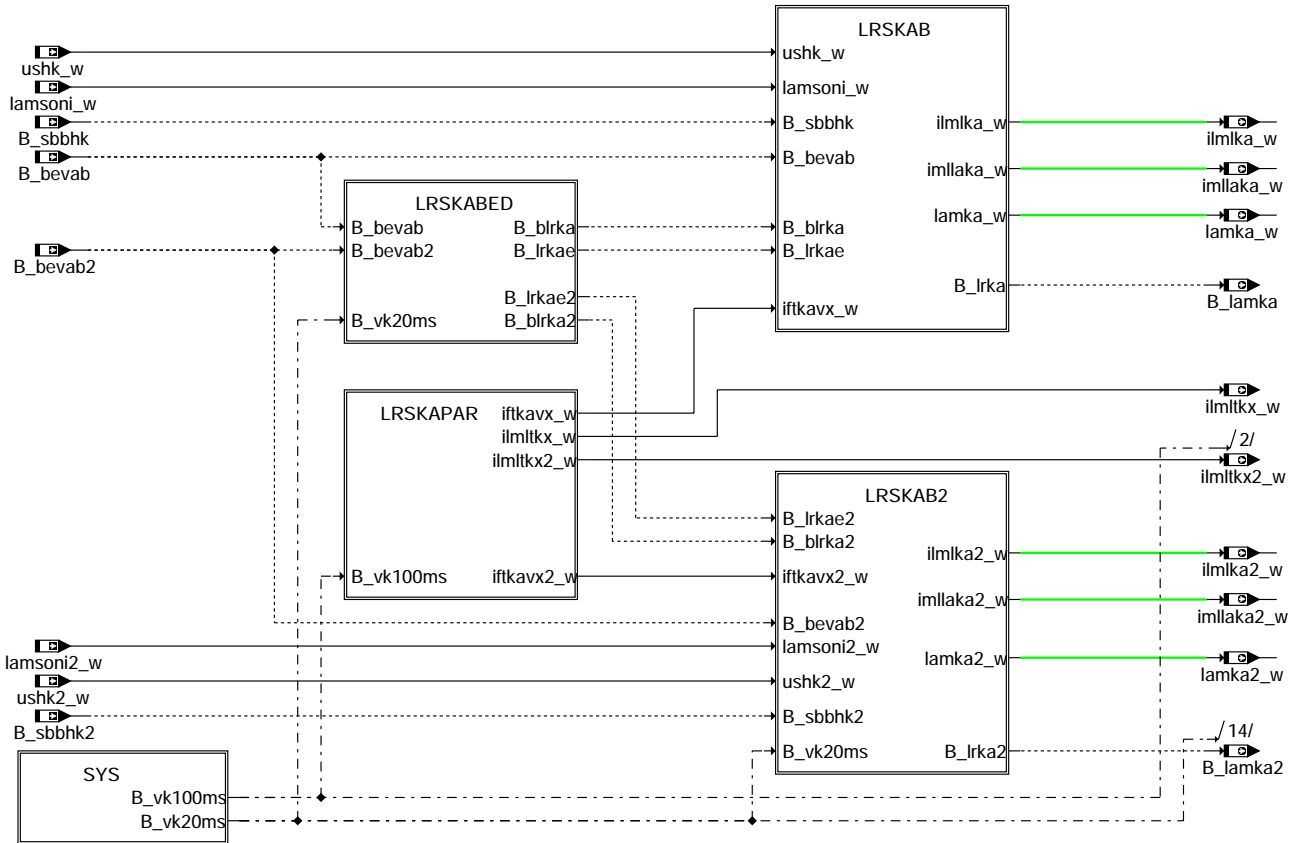 LRSKAB
ushk_w
ushk_w
lamsoni_w
lamsoni_w
B_sbbhk
B_sbbhk
ilmlka_w
ilmlka_w
B_bevab
B_bevab
imllaka_w
imllaka_w
LRSKABED
B_bevab
B_blrka
B_blrka
lamka_w
lamka_w
B_bevab2
B_bevab2
B_lrkae
B_lrkae
B_lrka
B_lamka
B_lrkae2
B_vk20ms
B_blrka2
iftkavx_w
LRSKAPAR
iftkavx_w
ilmltkx_w
ilmltkx_w
ilmltkx2_w
ilmltkx2_w
/ 2/
LRSKAB2
B_lrkae2
B_blrka2
ilmlka2_w
ilmlka2_w
B_vk100ms
iftkavx2_w
iftkavx2_w
imllaka2_w
imllaka2_w
B_bevab2
lamsoni2_w
lamsoni2_w
lamka2_w
lamka2_w
ushk2_w
ushk2_w
B_sbbhk2
B_sbbhk2
/ 14/
B_vk20ms
B_lrka2
B_lamka2
SYS
B_vk100ms
B_vk20ms